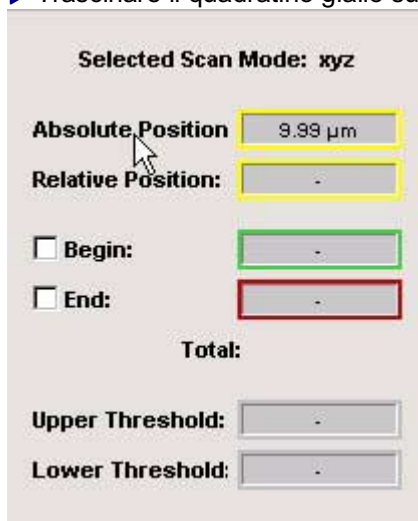 Trascinare il quadratino giallo su
Selected Scan Mode: xyz
Absolute Position 9.99 µm
Relative Position: -
Begin: -
End: -
Total:
Upper Threshold: -
Lower Threshold: -